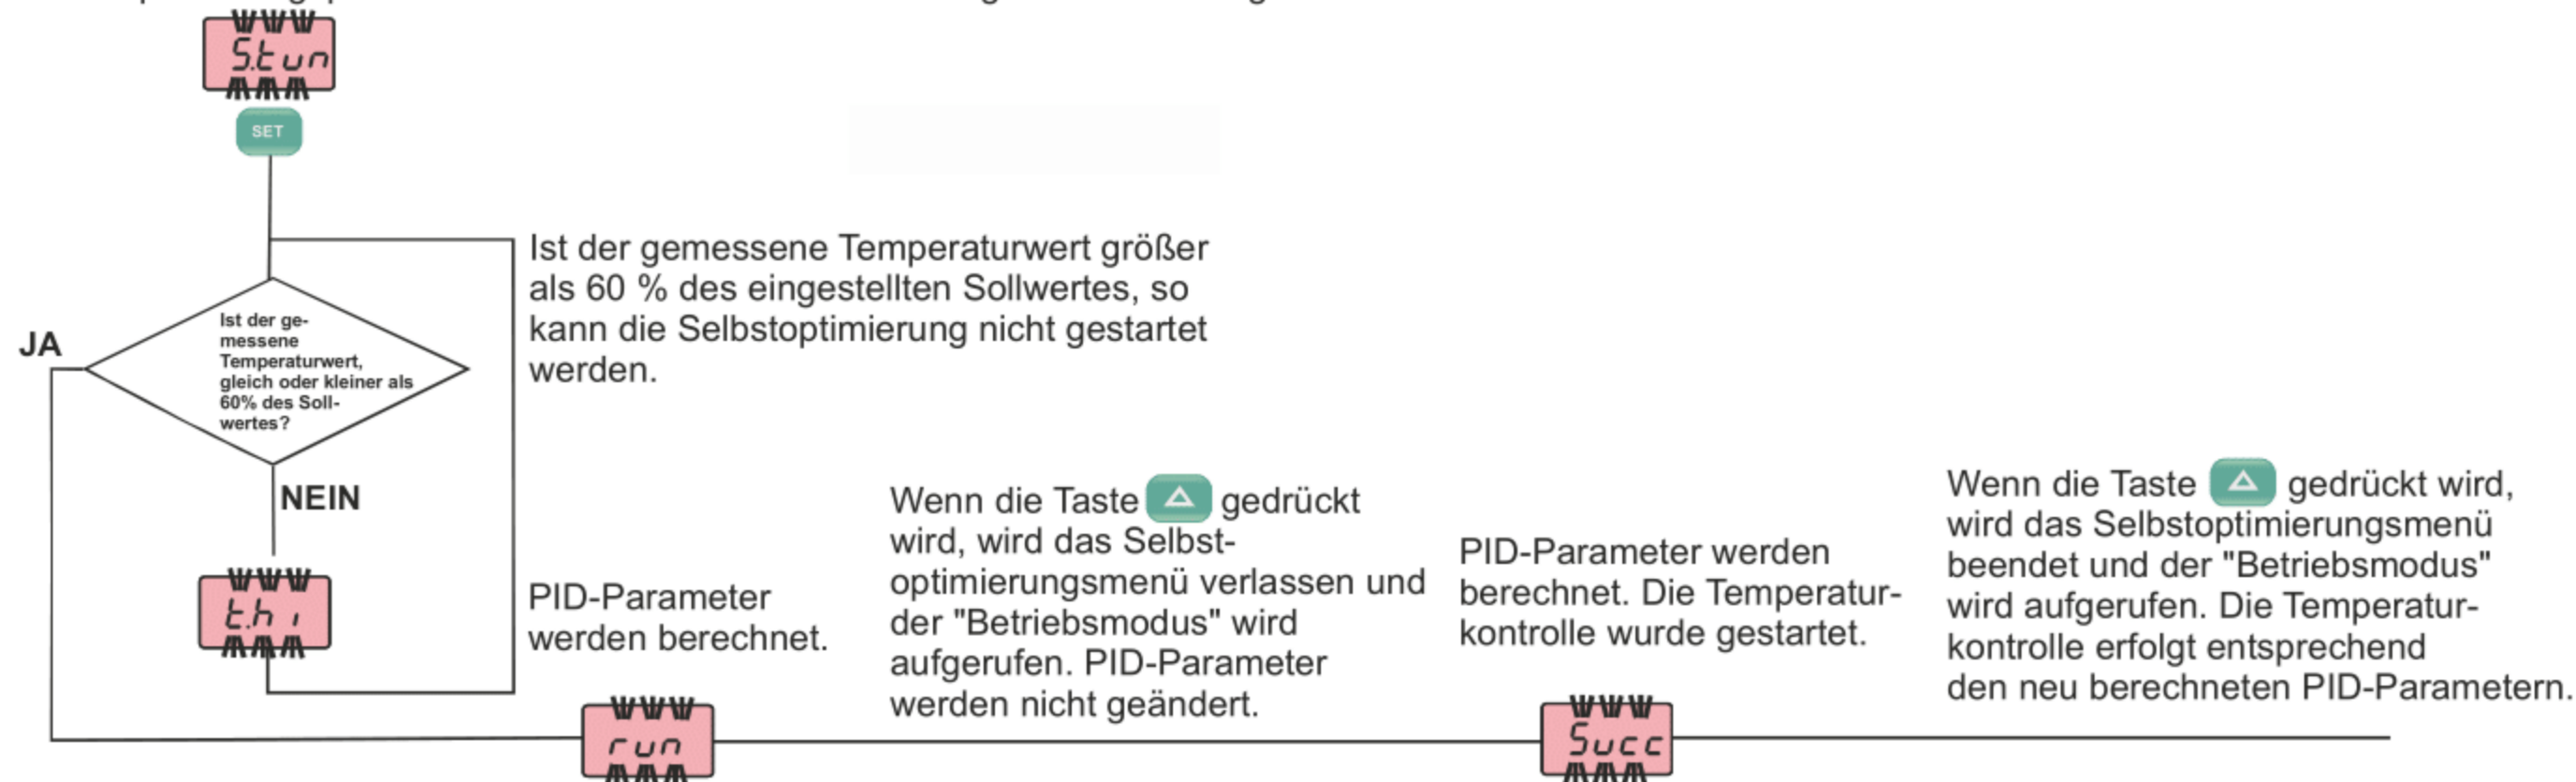 S.tun
SET
Ist der gemessene Temperaturwert größer
als 60 % des eingestellten Sollwertes, so
kann die Selbstoptimierung nicht gestartet
werden.
JA
Ist der ge-
messene
Temperaturwert,
gleich oder kleiner als
60% des Soll-
wertes?
NEIN
t.hi
PID-Parameter
werden berechnet.
run
Wenn die Taste gedrückt
wird, wird das Selbst-
optimierungsmenü verlassen und
der "Betriebsmodus" wird
aufgerufen. PID-Parameter
werden nicht geändert.
PID-Parameter werden
berechnet. Die Temperatur-
kontrolle wurde gestartet.
Succ
Wenn die Taste gedrückt wird,
wird das Selbstoptimierungsmenü
beendet und der "Betriebsmodus"
wird aufgerufen. Die Temperatur-
kontrolle erfolgt entsprechend
den neu berechneten PID-Parametern.